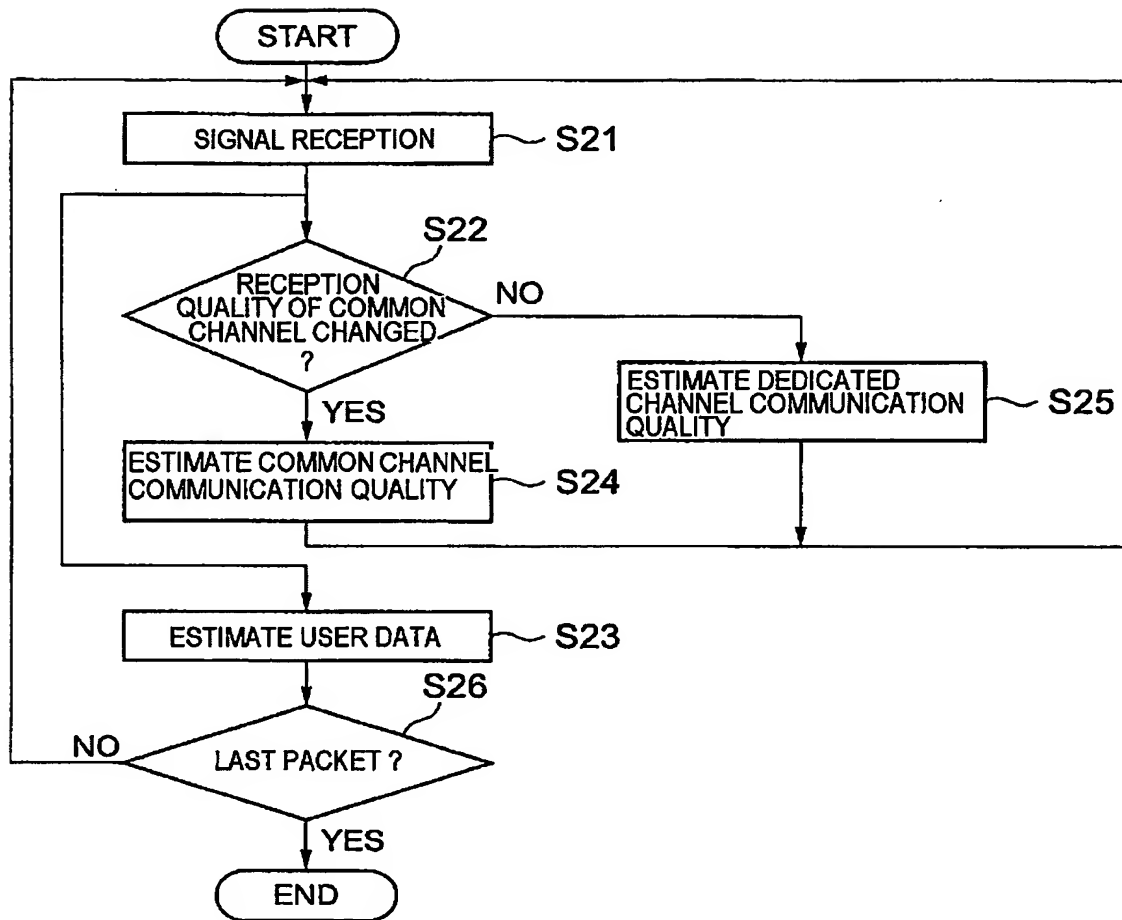 START
SIGNAL RECEPTION
S21
S22
RECEPTION
QUALITY OF COMMON
CHANNEL CHANGED
?
NO
YES
ESTIMATE DEDICATED
CHANNEL COMMUNICATION
QUALITY
S25
ESTIMATE COMMON CHANNEL
COMMUNICATION QUALITY
S24
ESTIMATE USER DATA
S23
S26
LAST PACKET ?
NO
YES
END